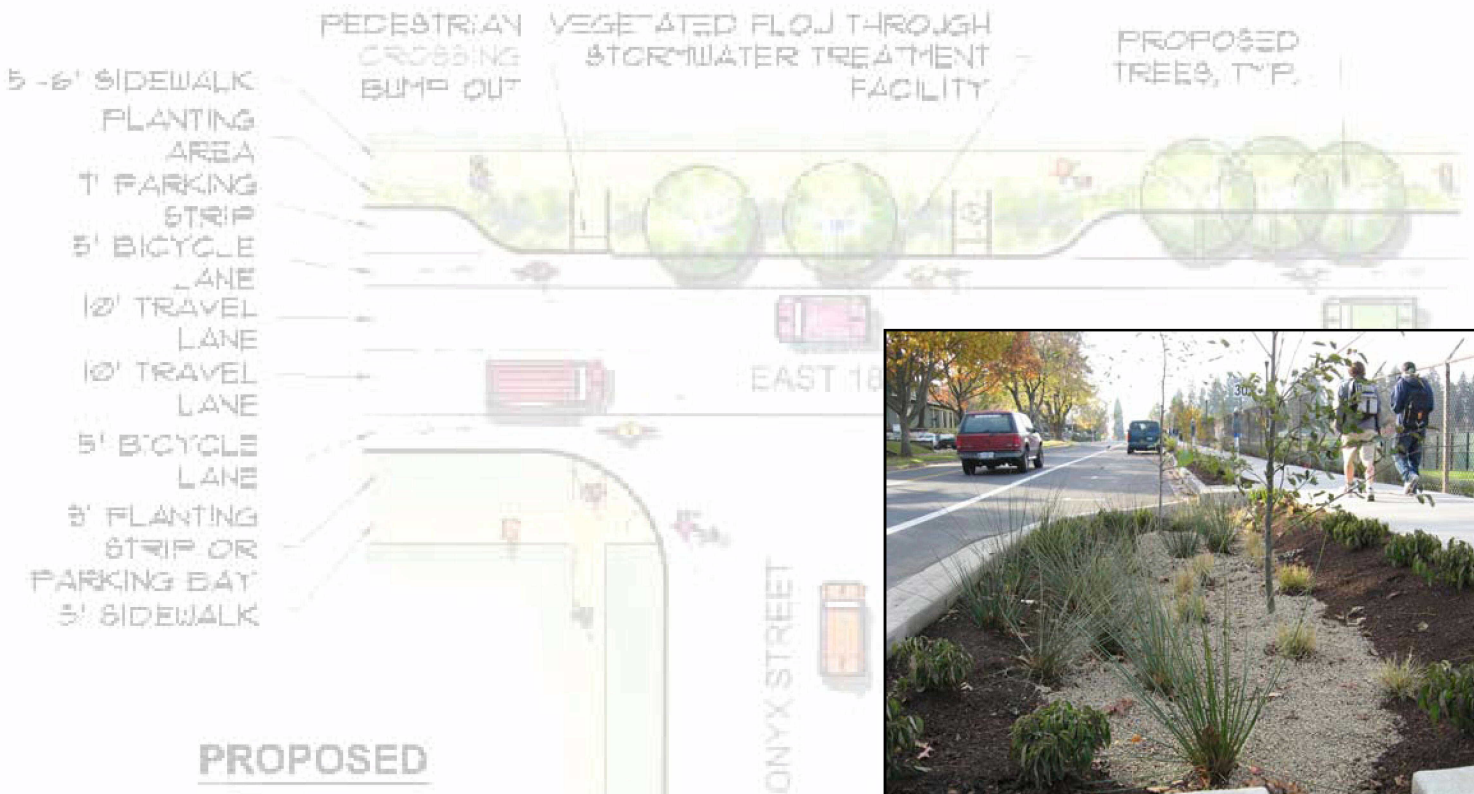 PEDESTRIAN
CROSSING
BUMP OUT
VEGETATED FLOW THROUGH
STORMWATER TREATMENT
FACILITY
PROPOSED
TREES, TYP.
5'-6' SIDEWALK
PLANTING
AREA
7' PARKING
STRIP
5' BICYCLE
LANE
10' TRAVEL
LANE
10' TRAVEL
LANE
5' BICYCLE
LANE
PLANTING
STRIP OR
PARKING BAY
5' SIDEWALK
EAST 18
ONYX STREET
PROPOSED
30